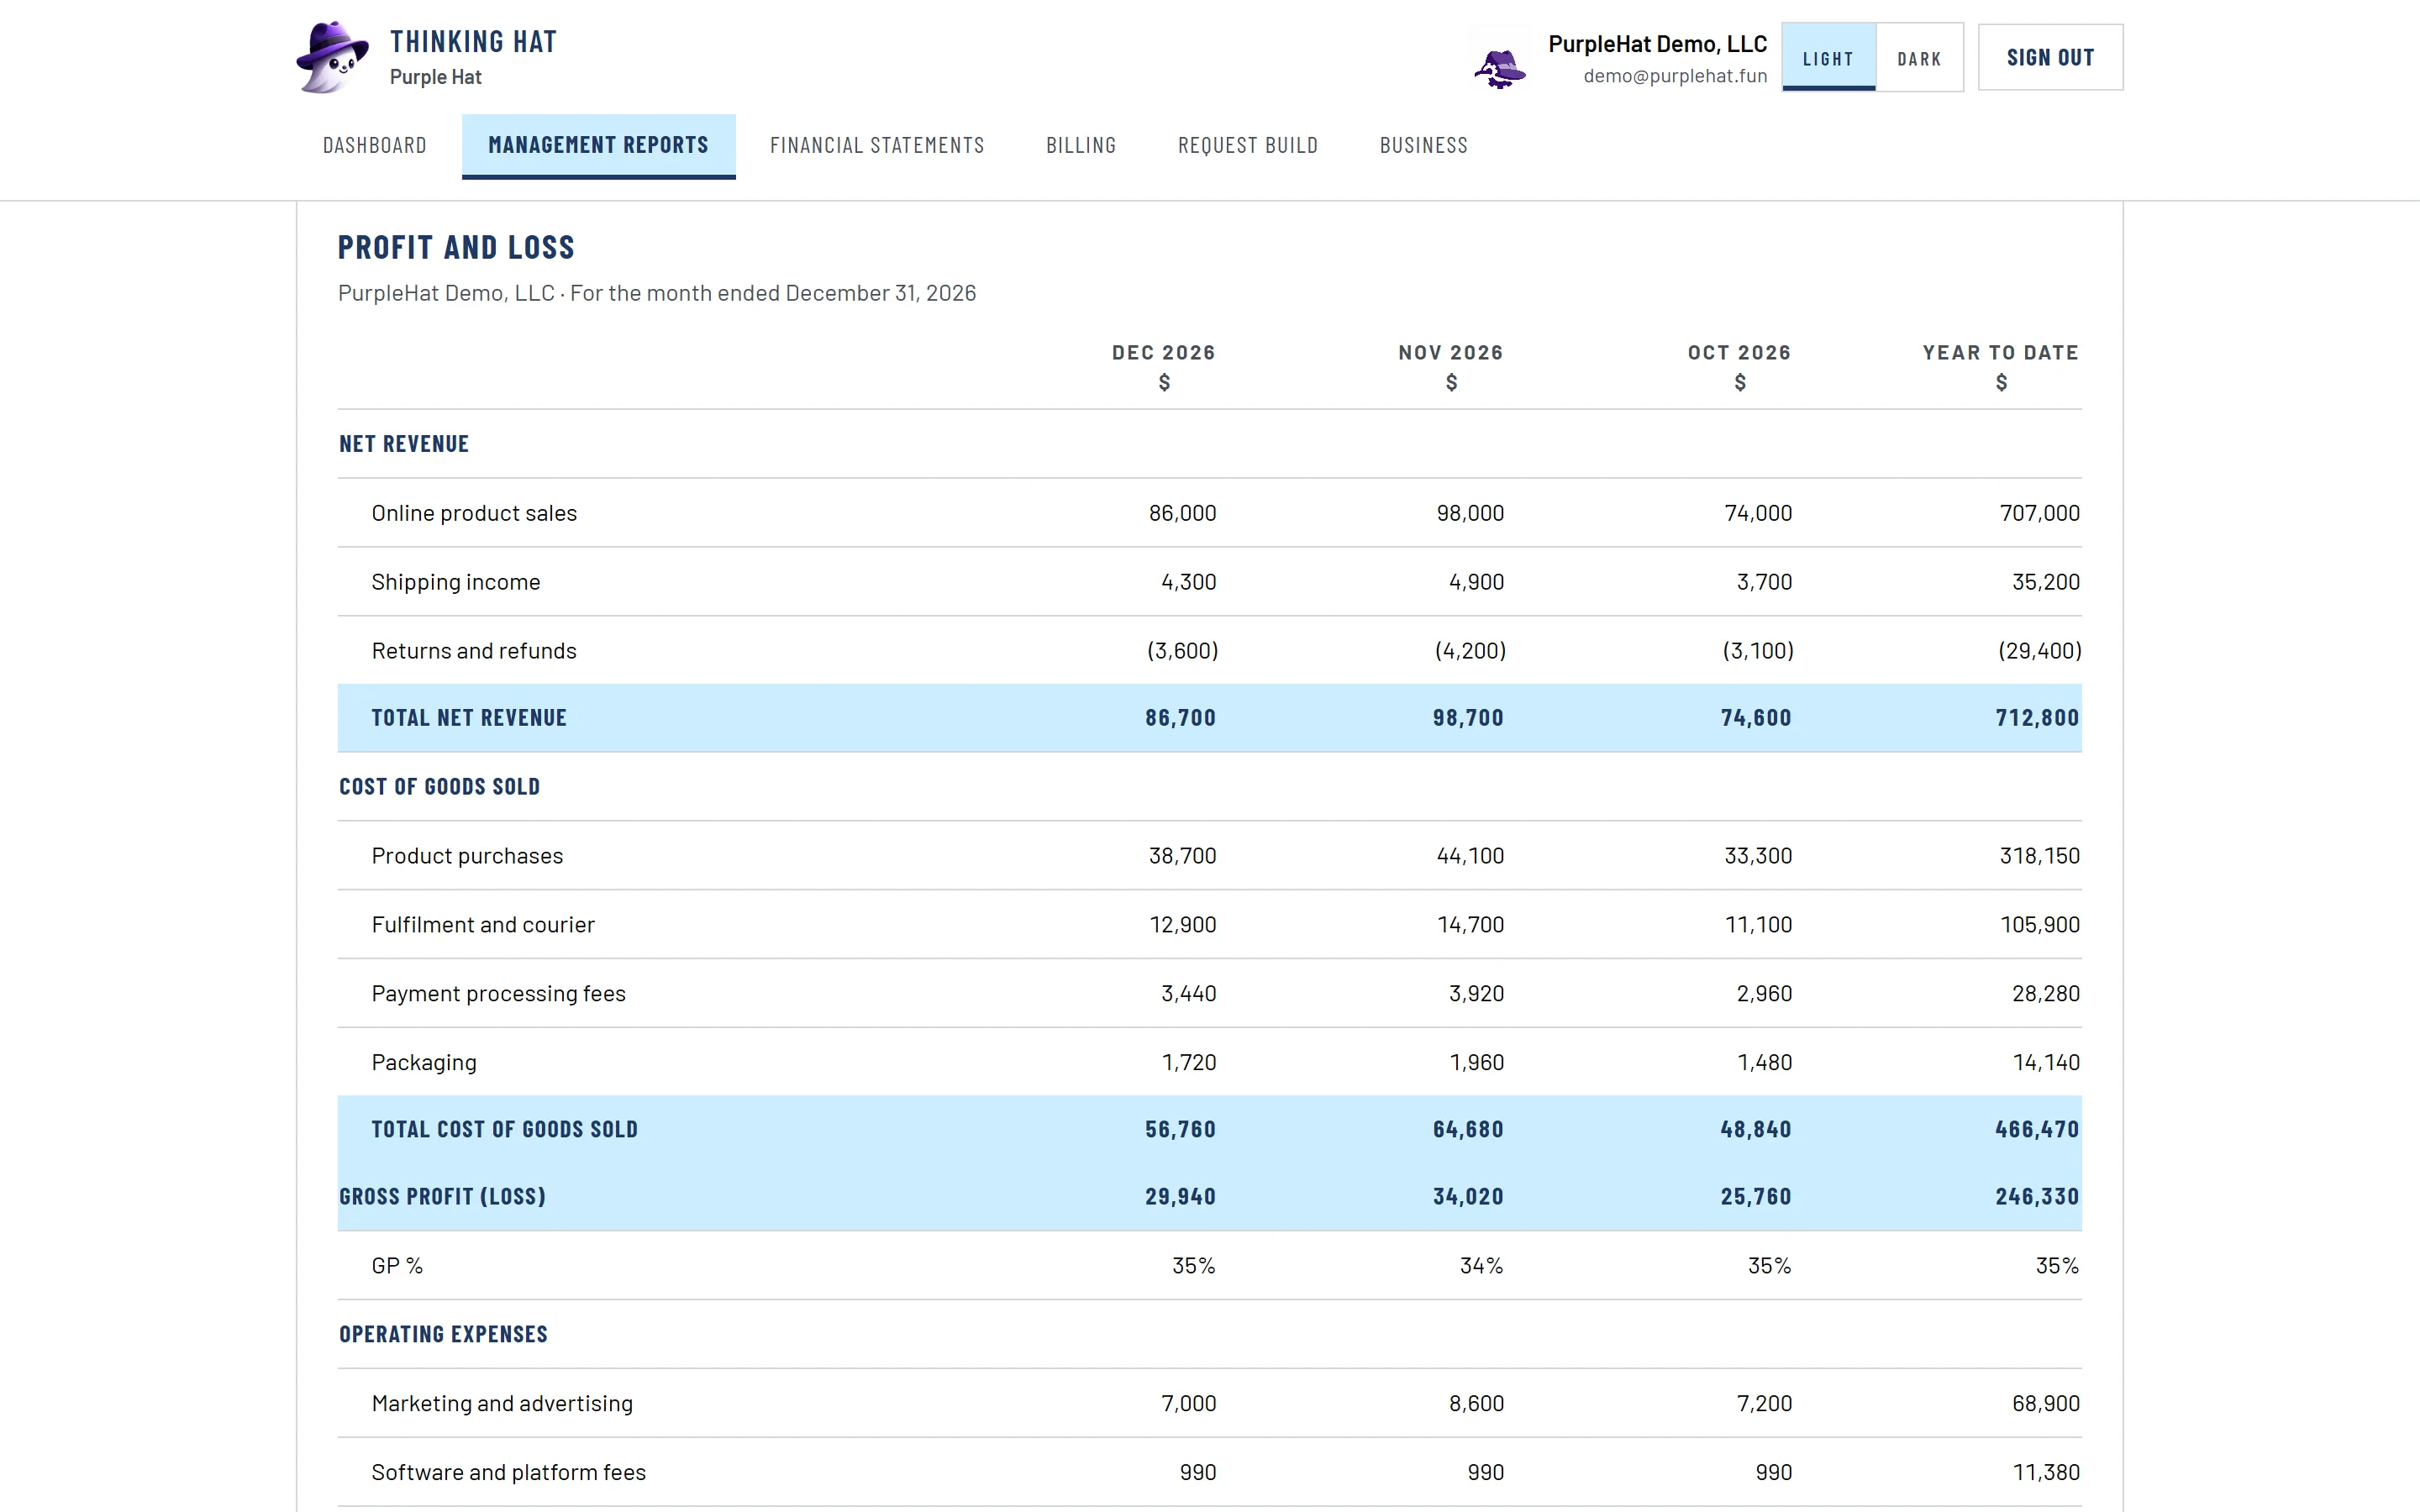 THINKING HAT
Purple Hat
PurpleHat Demo, LLC
demo@purplehat.fun
LIGHT
DARK
SIGN OUT
DASHBOARD MANAGEMENT REPORTS FINANCIAL STATEMENTS BILLING REQUEST BUILD BUSINESS
PROFIT AND LOSS
PurpleHat Demo, LLC · For the month ended December 31, 2026
DEC 2026 NOV 2026 OCT 2026 YEAR TO DATE
$ $ $ $
NET REVENUE
Online product sales 86,000 98,000 74,000 707,000
Shipping income 4,300 4,900 3,700 35,200
Returns and refunds (3,600) (4,200) (3,100) (29,400)
TOTAL NET REVENUE 86,700 98,700 74,600 712,800
COST OF GOODS SOLD
Product purchases 38,700 44,100 33,300 318,150
Fulfilment and courier 12,900 14,700 11,100 105,900
Payment processing fees 3,440 3,920 2,960 28,280
Packaging 1,720 1,960 1,480 14,140
TOTAL COST OF GOODS SOLD 56,760 64,680 48,840 466,470
GROSS PROFIT (LOSS) 29,940 34,020 25,760 246,330
GP % 35% 34% 35% 35%
OPERATING EXPENSES
Marketing and advertising 7,000 8,600 7,200 68,900
Software and platform fees 990 990 990 11,380